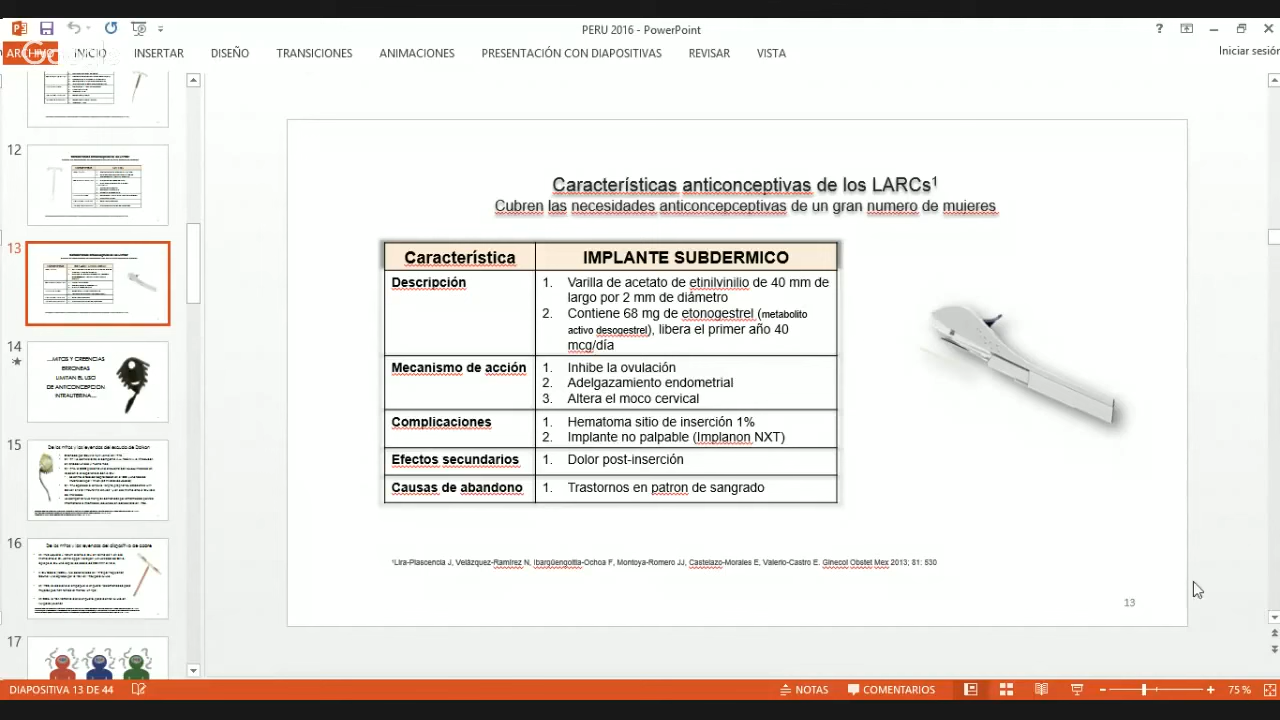 PERU 2016 - PowerPoint
ARCHIVO INICIO INSERTAR DISEÑO TRANSICIONES ANIMACIONES PRESENTACIÓN CON DIAPOSITIVAS REVISAR VISTA
Iniciar sesión
12
13
14
...MITOS Y CREENCIAS
ERRONEAS
LIMITAN EL USO
DE ANTICONCEPCION
INTRAUTERINA....
15
16
17
Características anticonceptivas de los LARCs¹
Cubren las necesidades anticoncepceptivas de un gran numero de mujeres
Característica IMPLANTE SUBDERMICO
Descripción 1. Varilla de acetato de etinilvinilio de 40 mm de
largo por 2 mm de diámetro
2. Contiene 68 mg de etonogestrel (metabolito
activo desogestrel), libera el primer año 40
mcg/día
Mecanismo de acción 1. Inhibe la ovulación
2. Adelgazamiento endometrial
3. Altera el moco cervical
Complicaciones 1. Hematoma sitio de inserción 1%
2. Implante no palpable (Implanon NXT)
Efectos secundarios 1. Dolor post-inserción
Causas de abandono 1. Trastornos en patron de sangrado
¹Lira-Plascencia J, Velázquez-Ramírez N, Ibargüengoitia-Ochoa F, Montoya-Romero JJ, Castelazo-Morales E, Valerio-Castro E. Ginecol Obstet Mex 2013; 81: 530
13
DIAPOSITIVA 13 DE 44 NOTAS COMENTARIOS 75 %